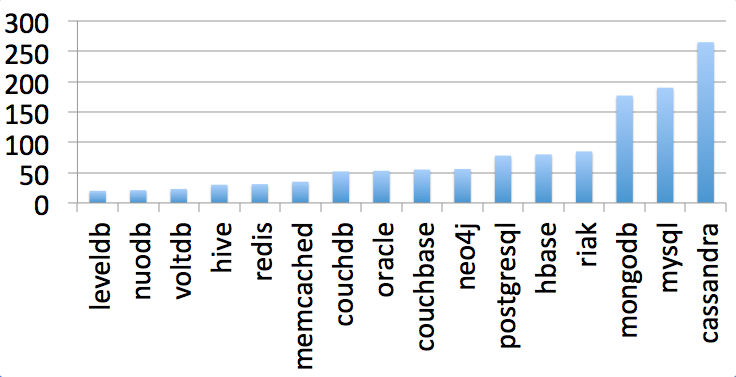 300
250
200
150
100
50
0
leveldb
nuodb
voltdb
hive
redis
memcached
couchdb
oracle
couchbase
neo4j
postgresql
hbase
riak
mongodb
mysql
cassandra